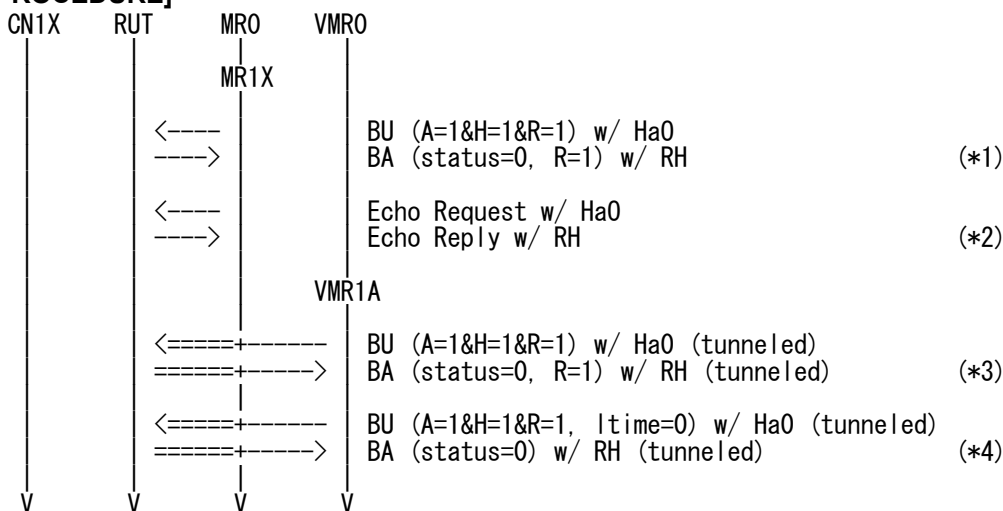 ROCEDURE]
CN1X RUT MR0 VMR0
MR1X
<---- BU (A=1&H=1&R=1) w/ HaO
----> BA (status=0, R=1) w/ RH (*1)
<---- Echo Request w/ HaO
----> Echo Reply w/ RH (*2)
VMR1A
<=====+------ BU (A=1&H=1&R=1) w/ HaO (tunneled)
======+-----> BA (status=0, R=1) w/ RH (tunneled) (*3)
<=====+------ BU (A=1&H=1&R=1, ltime=0) w/ HaO (tunneled)
======+-----> BA (status=0) w/ RH (tunneled) (*4)
V V V V